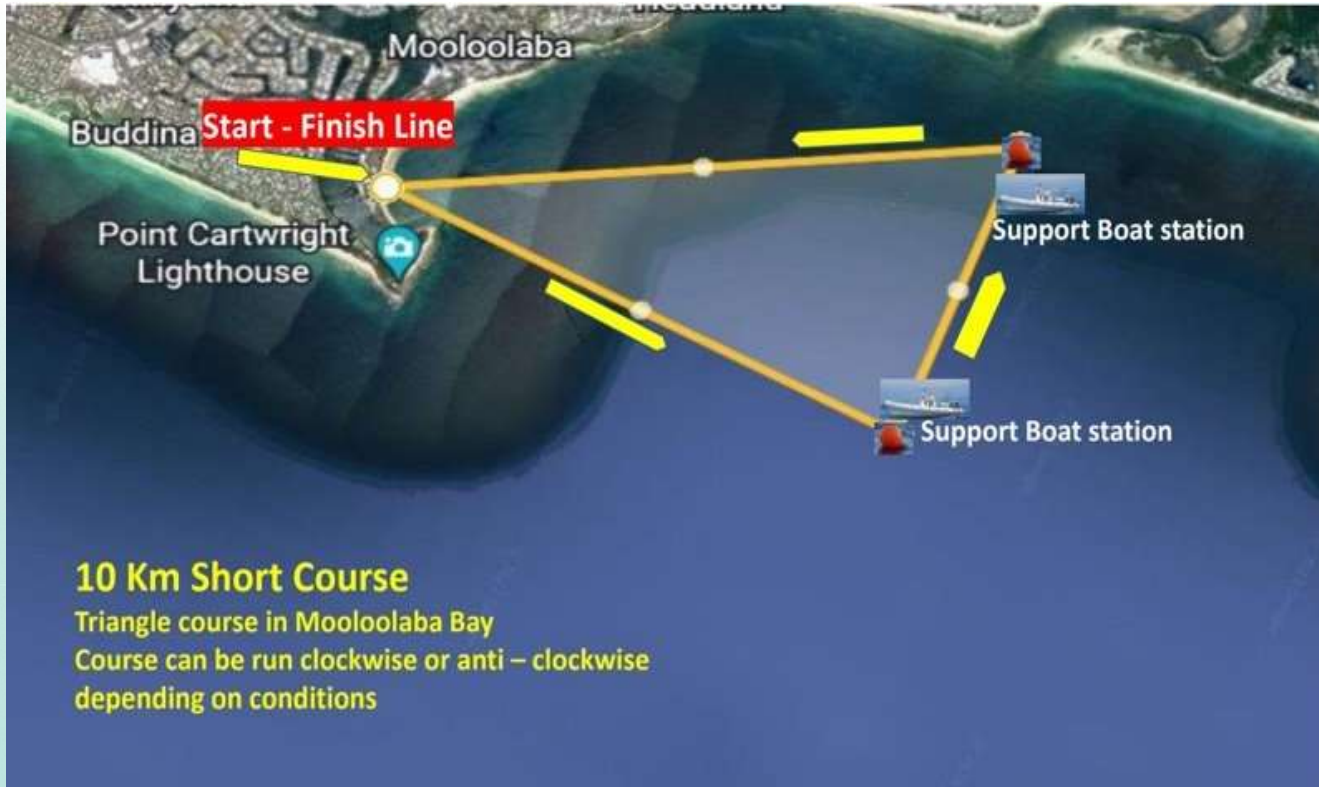 Mooloolaba
Buddina
Start - Finish Line
Point Cartwright
Lighthouse
Support Boat station
Support Boat station
10 Km Short Course
Triangle course in Mooloolaba Bay
Course can be run clockwise or anti – clockwise
depending on conditions